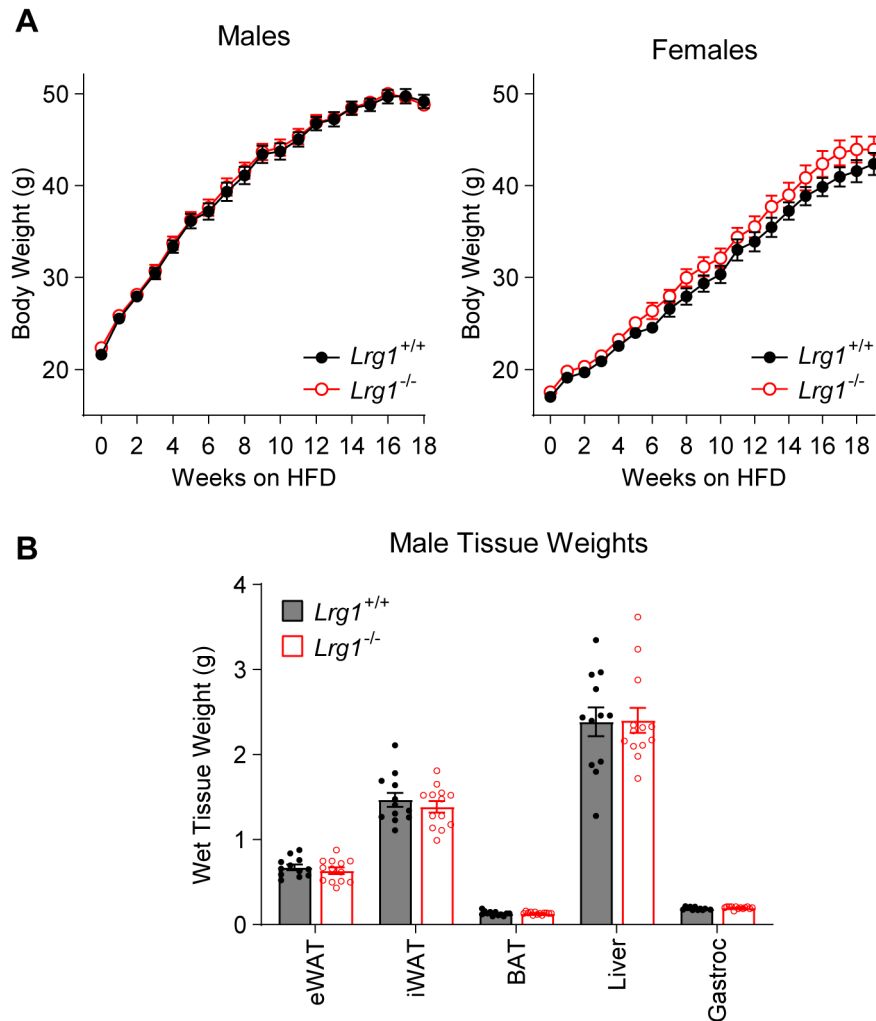 A
Males
Females
Body Weight (g)
50
40
30
20
Lrg1+/+
Lrg1-/-
0 2 4 6 8 10 12 14 16 18
Weeks on HFD
Body Weight (g)
50
40
30
20
Lrg1+/+
Lrg1-/-
0 2 4 6 8 10 12 14 16 18
Weeks on HFD
B
Male Tissue Weights
Wet Tissue Weight (g)
4
3
2
1
0
Lrg1+/+
Lrg1-/-
eWAT
iWAT
BAT
Liver
Gastroc